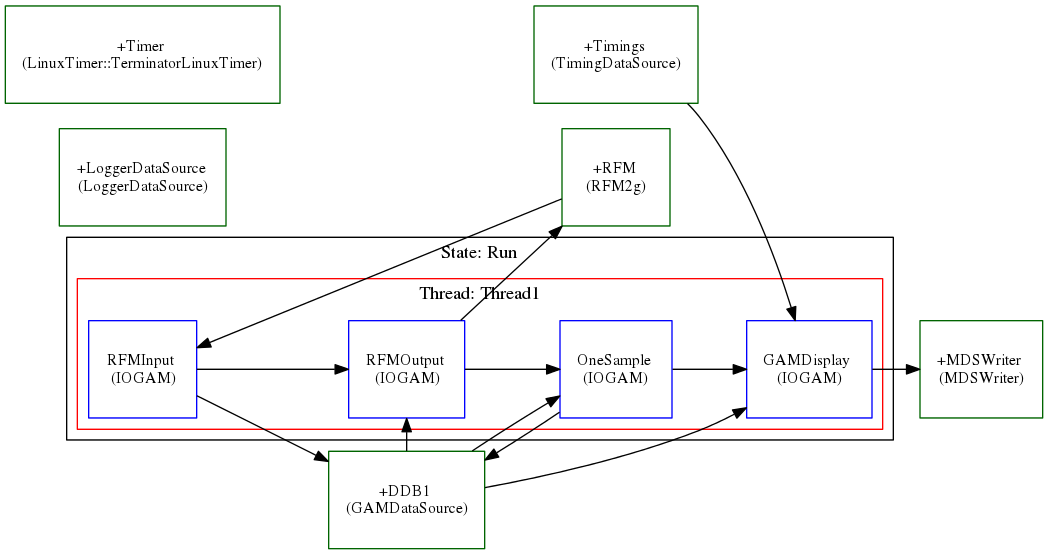 +Timer
(LinuxTimer::TerminatorLinuxTimer)
+Timings
(TimingDataSource)
+LoggerDataSource
(LoggerDataSource)
+RFM
(RFM2g)
State: Run
Thread: Thread1
RFMInput
(IOGAM)
RFMOutput
(IOGAM)
OneSample
(IOGAM)
GAMDisplay
(IOGAM)
+MDSWriter
(MDSWriter)
+DDB1
(GAMDataSource)